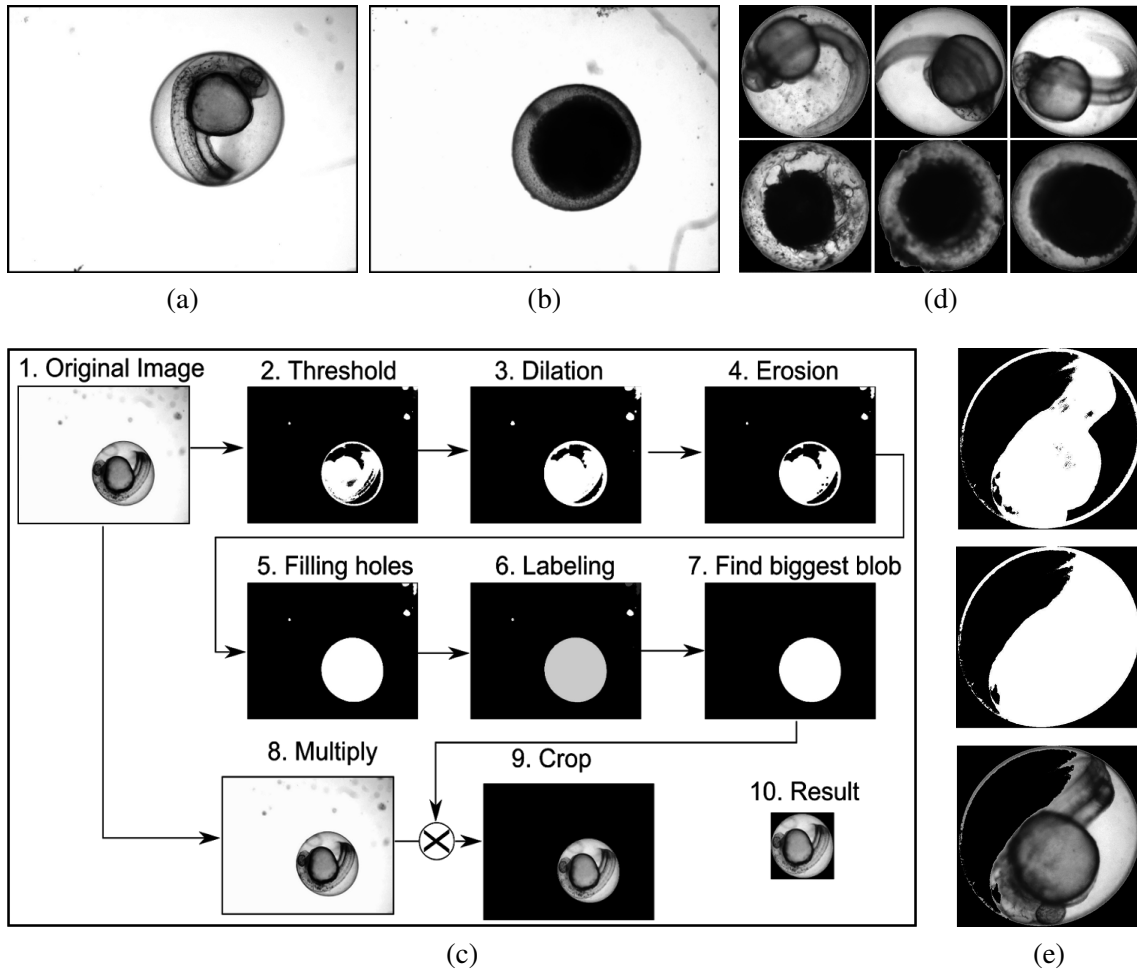 (a)
(b)
(d)
1. Original Image
2. Threshold
3. Dilation
4. Erosion
5. Filling holes
6. Labeling
7. Find biggest blob
8. Multiply
9. Crop
10. Result
(c)
(e)